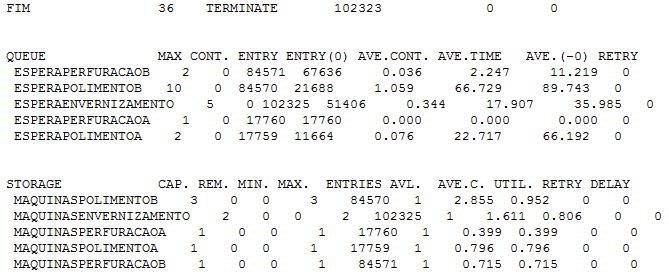 FIM 36 TERMINATE 102323 0 0
QUEUE MAX CONT. ENTRY ENTRY(0) AVE.CONT. AVE.TIME AVE.(-0) RETRY
ESPERAPERFURACAOB 2 0 84571 67636 0.036 2.247 11.219 0
ESPERAPOLIMENTOB 10 0 84570 21688 1.059 66.729 89.743 0
ESPERAENVERNIZAMENTO 5 0 102325 51406 0.344 17.907 35.985 0
ESPERAPERFURACAOA 1 0 17760 17760 0.000 0.000 0.000 0
ESPERAPOLIMENTOA 2 0 17759 11664 0.076 22.717 66.192 0
STORAGE CAP. REM. MIN. MAX. ENTRIES AVL. AVE.C. UTIL. RETRY DELAY
MAQUINASPOLIMENTOB 3 0 0 3 84570 1 2.855 0.952 0 0
MAQUINASENVERNIZAMENTO 2 0 0 2 102325 1 1.611 0.806 0 0
MAQUINASPERFURACAOA 1 0 0 1 17760 1 0.399 0.399 0 0
MAQUINASPOLIMENTOA 1 0 0 1 17759 1 0.796 0.796 0 0
MAQUINASPERFURACAOB 1 0 0 1 84571 1 0.715 0.715 0 0